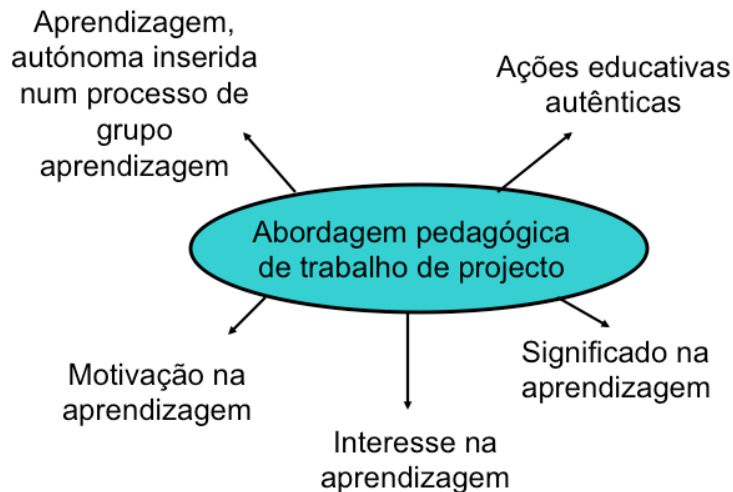 Aprendizagem,
autónoma inserida
num processo de
grupo
aprendizagem
Ações educativas
autênticas
Abordagem pedagógica
de trabalho de projecto
Motivação na
aprendizagem
Interesse na
aprendizagem
Significado na
aprendizagem